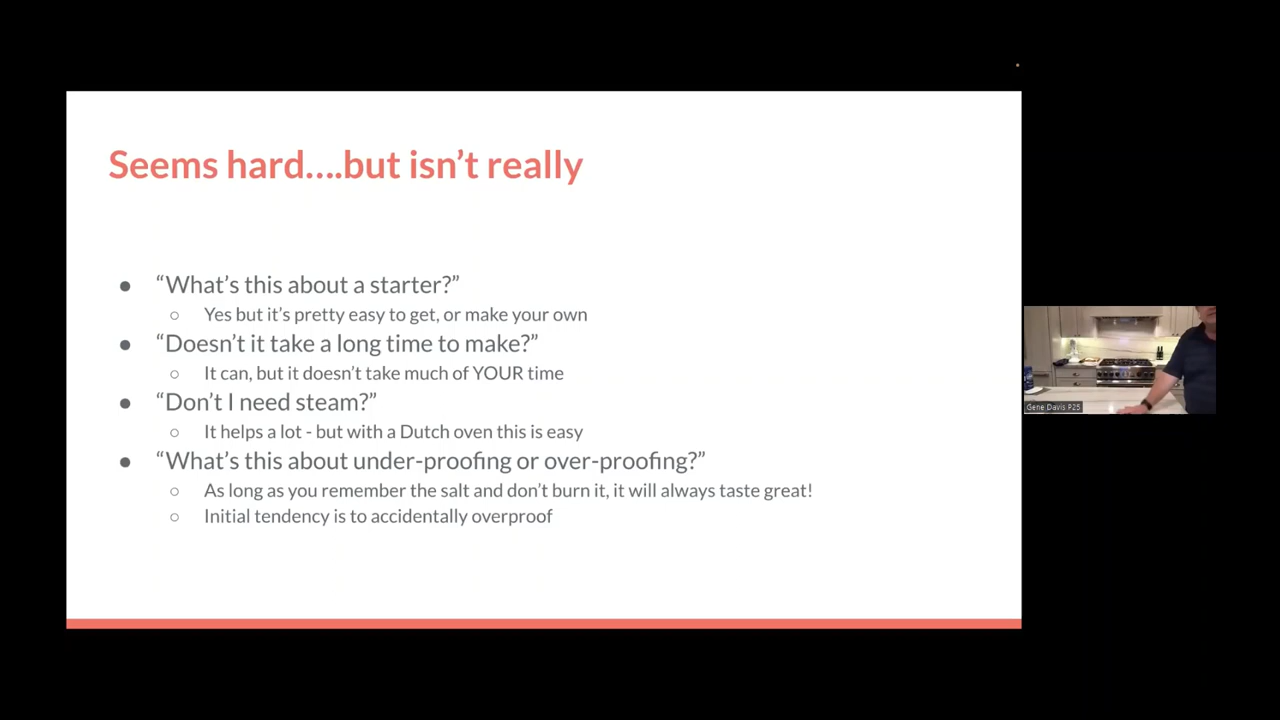 Seems hard....but isn’t really
● “What’s this about a starter?”
○ Yes but it’s pretty easy to get, or make your own
● “Doesn’t it take a long time to make?”
○ It can, but it doesn’t take much of YOUR time
● “Don’t I need steam?”
○ It helps a lot - but with a Dutch oven this is easy
● “What’s this about under-proofing or over-proofing?”
○ As long as you remember the salt and don’t burn it, it will always taste great!
○ Initial tendency is to accidentally overproof
Gene Davis P25